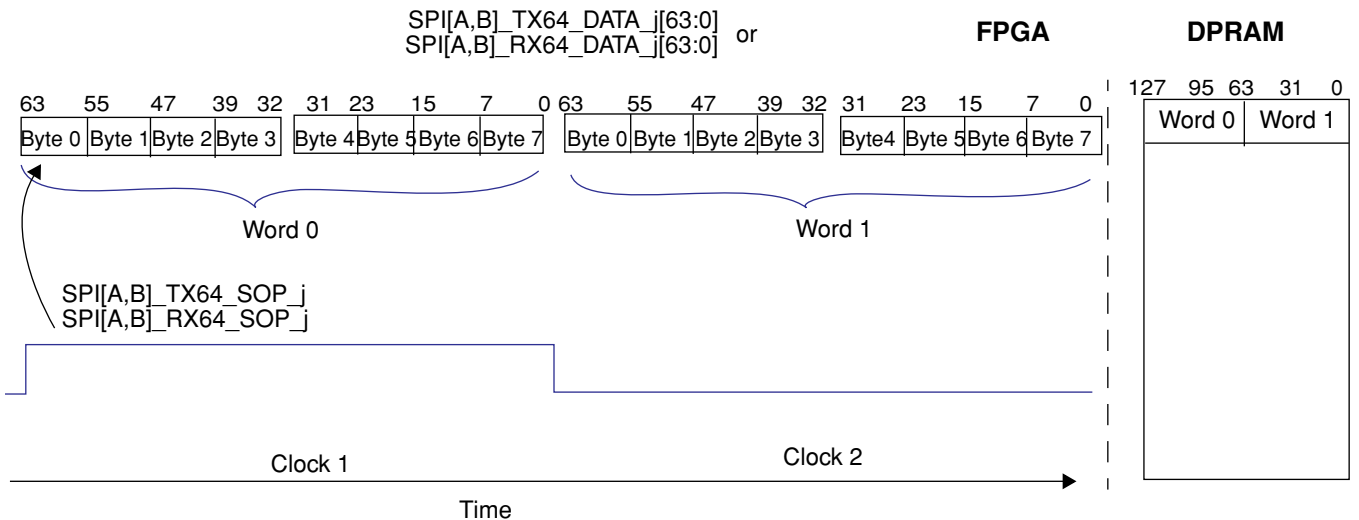 SPI[A,B]_TX64_DATA_j[63:0] or
SPI[A,B]_RX64_DATA_j[63:0]
FPGA DPRAM
63 55 47 39 32 31 23 15 7 0 63 55 47 39 32 31 23 15 7 0 127 95 63 31 0
Byte 0 Byte 1 Byte 2 Byte 3 Byte 4 Byte 5 Byte 6 Byte 7 Byte 0 Byte 1 Byte 2 Byte 3 Byte4 Byte 5 Byte 6 Byte 7 Word 0 Word 1
Word 0 Word 1
SPI[A,B]_TX64_SOP_j
SPI[A,B]_RX64_SOP_j
Clock 1 Clock 2
Time